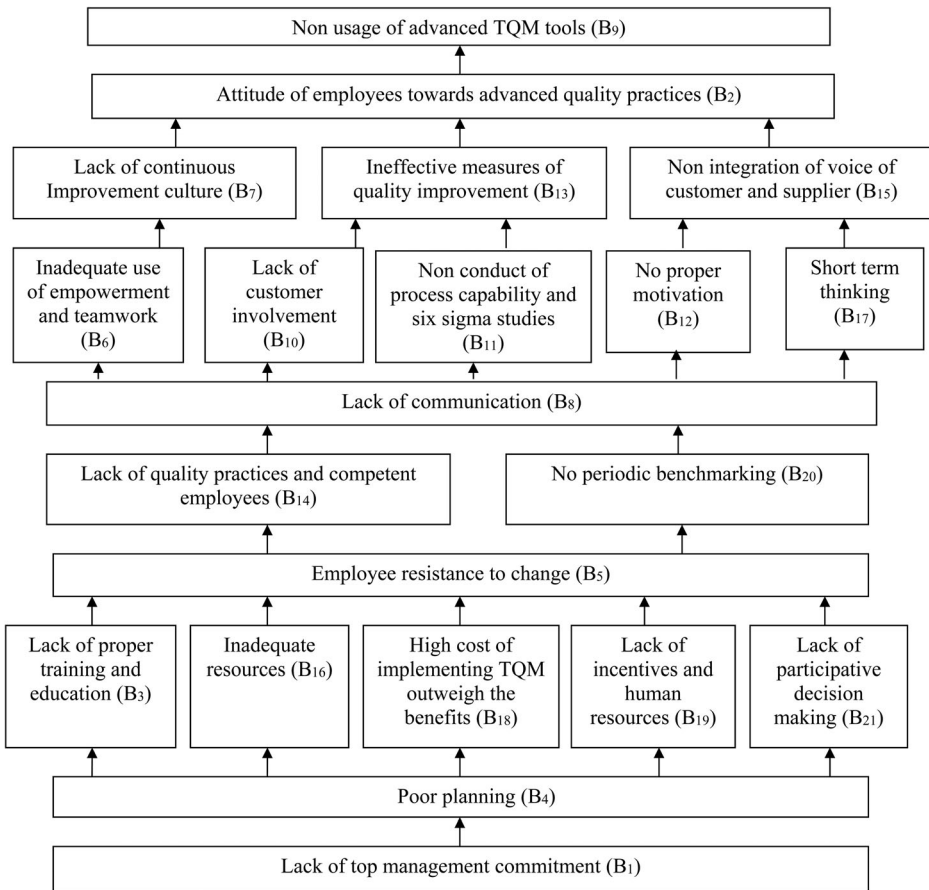 Non usage of advanced TQM tools (B₉)
Attitude of employees towards advanced quality practices (B₂)
Lack of continuous
Improvement culture (B₇)
Ineffective measures of
quality improvement (B₁₃)
Non integration of voice of
customer and supplier (B₁₅)
Inadequate use
of empowerment
and teamwork
(B₆)
Lack of
customer
involvement
(B₁₀)
Non conduct of
process capability and
six sigma studies
(B₁₁)
No proper
motivation
(B₁₂)
Short term
thinking
(B₁₇)
Lack of communication (B₈)
Lack of quality practices and competent
employees (B₁₄)
No periodic benchmarking (B₂₀)
Employee resistance to change (B₅)
Lack of proper
training and
education (B₃)
Inadequate
resources (B₁₆)
High cost of
implementing TQM
outweigh the
benefits (B₁₈)
Lack of
incentives and
human
resources (B₁₉)
Lack of
participative
decision
making (B₂₁)
Poor planning (B₄)
Lack of top management commitment (B₁)